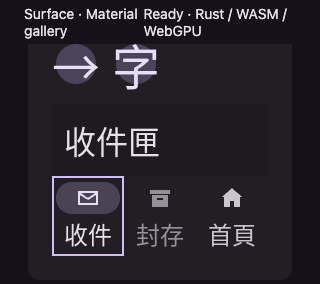 Surface · Material gallery
Ready · Rust / WASM / WebGPU
→ 字
收件匣
收件 封存 首頁